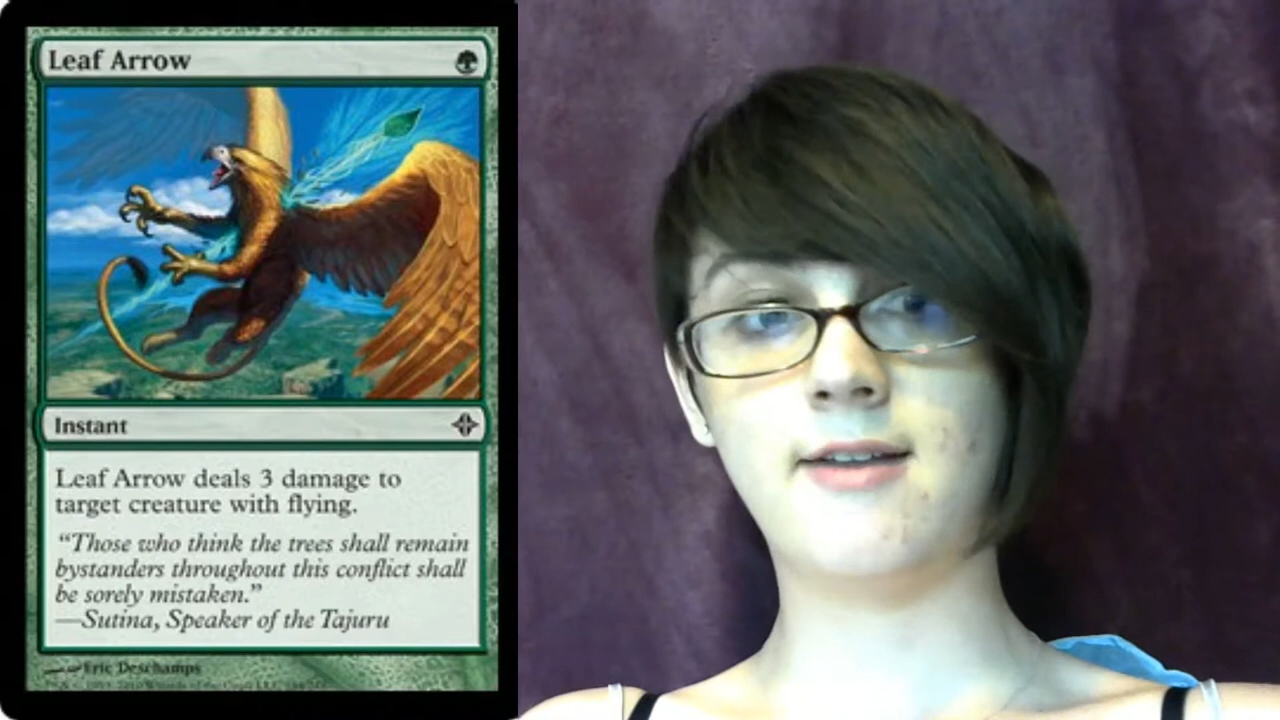 Leaf Arrow
Instant
Leaf Arrow deals 3 damage to
target creature with flying.
“Those who think the trees shall remain
bystanders throughout this conflict shall
be sorely mistaken.”
—Sutina, Speaker of the Tajuru
Eric Deschamps